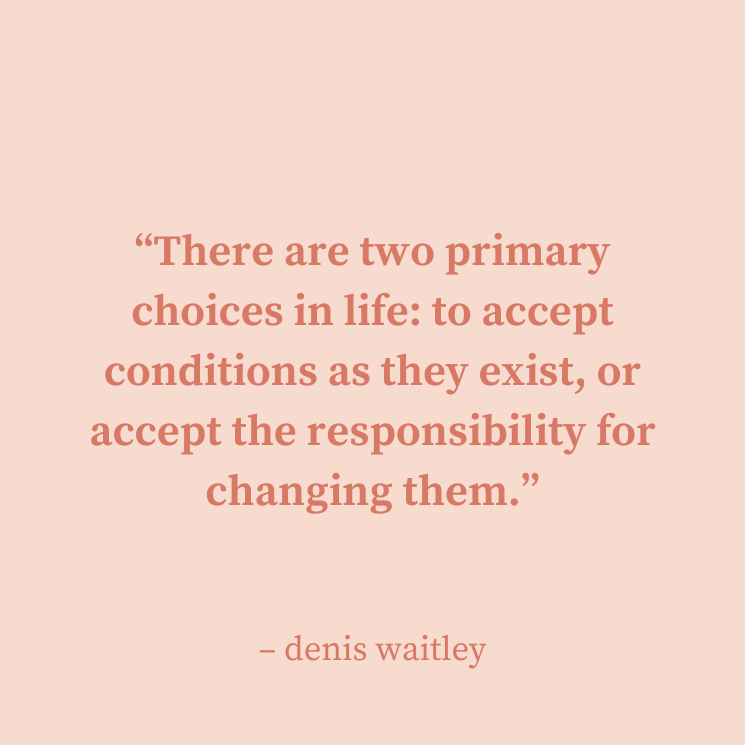 “There are two primary
choices in life: to accept
conditions as they exist, or
accept the responsibility for
changing them.”
– denis waitley